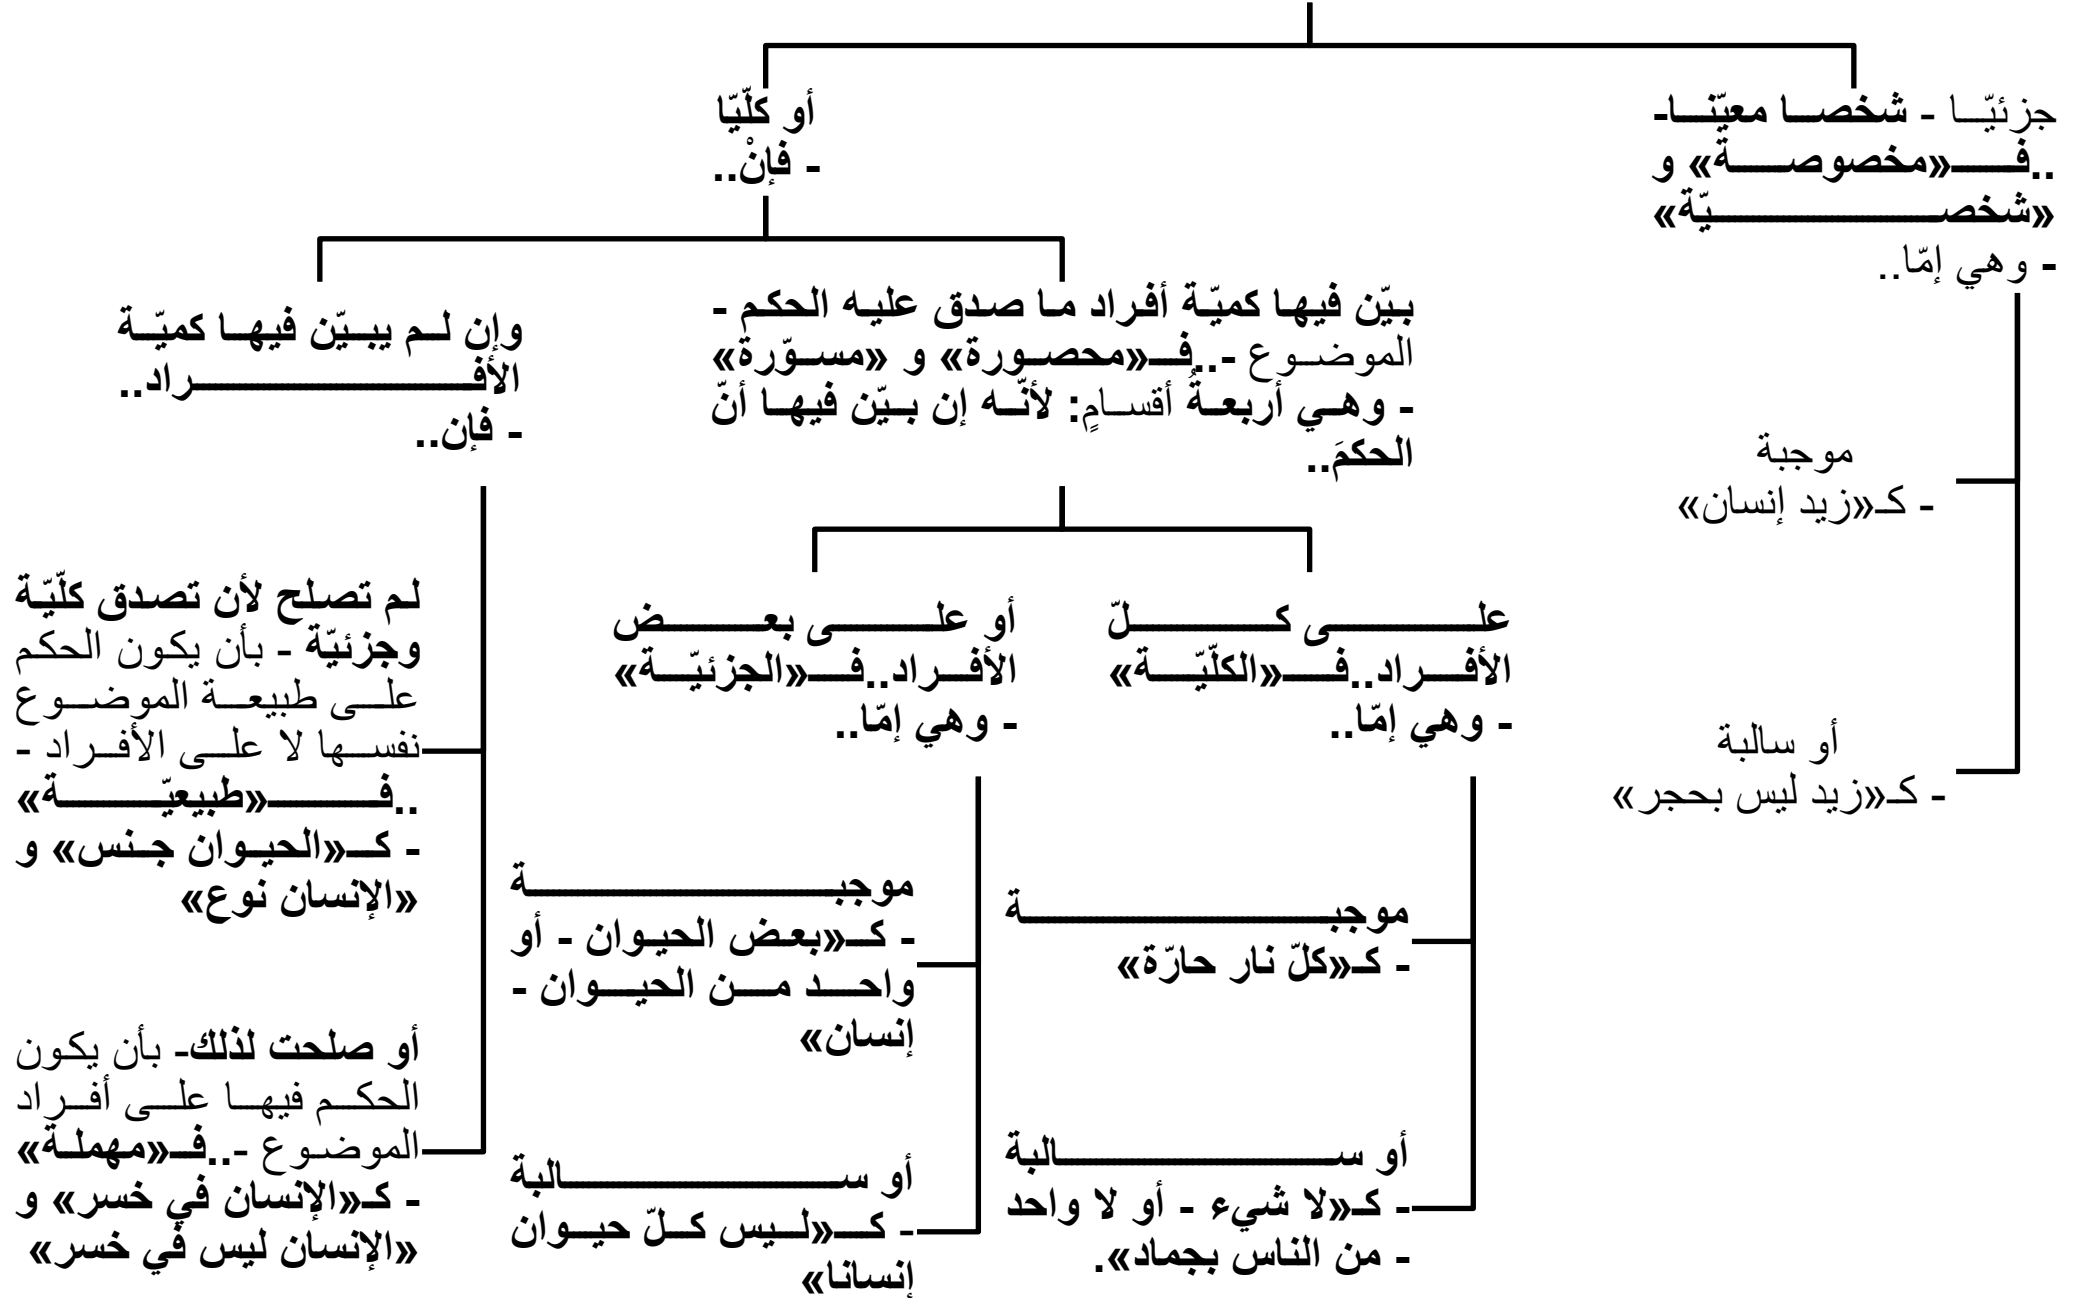 جزئيّا - شخصا معيّنا-
..فـ«مخصوصة» و
«شخصيّة»
- وهي إمّا..
موجبة
- كـ«زيد إنسان»
أو سالبة
- كـ«زيد ليس بحجر»
أو كلّيّا
- فإنْ..
بيّن فيها كميّة أفراد ما صدق عليه الحكم -
الموضوع -..فـ«محصورة» و «مسوّرة»
- وهي أربعةُ أقسامٍ: لأنّه إن بيّن فيها أنّ
الحكمَ..
علـى كـلّ
الأفراد..فـ«الكلّيّة»
- وهي إمّا..
موجبة
- كـ«كلّ نار حارّة»
أو سالبة
- كـ«لا شيء - أو لا واحد
- من الناس بجماد».
أو علـى بعض
الأفراد..فـ«الجزئيّة»
- وهي إمّا..
موجبة
- كـ«بعض الحيوان - أو
واحد من الحيوان -
إنسان»
أو سالبة
- كـ«ليس كلّ حيوان
إنسانا»
وإن لم يبيّن فيها كميّة
الأفراد..
- فإن..
لم تصلح لأن تصدق كلّيّة
وجزئيّة - بأن يكون الحكم
على طبيعة الموضوع
نفسها لا على الأفراد -
..فـ«طبيعيّة»
- كـ«الحيوان جنس» و
«الإنسان نوع»
أو صلحت لذلك- بأن يكون
الحكم فيها على أفراد
الموضوع -..فـ«مهملة»
- كـ«الإنسان في خسر» و
«الإنسان ليس في خسر»